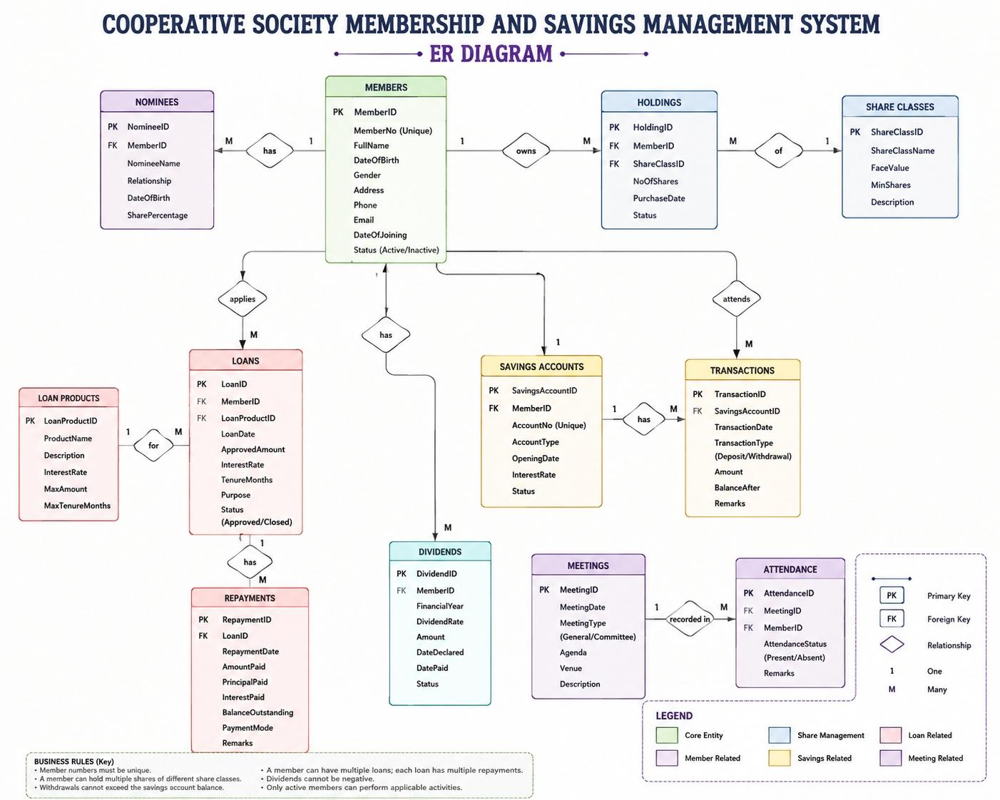 COOPERATIVE SOCIETY MEMBERSHIP AND SAVINGS MANAGEMENT SYSTEM
ER DIAGRAM
NOMINEES
PK NomineeID
FK MemberID
NomineeName
Relationship
DateOfBirth
SharePercentage
M
has
1
MEMBERS
PK MemberID
MemberNo (Unique)
FullName
DateOfBirth
Gender
Address
Phone
Email
DateOfJoining
Status (Active/Inactive)
1
owns
M
HOLDINGS
PK HoldingID
FK MemberID
FK ShareClassID
NoOfShares
PurchaseDate
Status
M
of
1
SHARE CLASSES
PK ShareClassID
ShareClassName
FaceValue
MinShares
Description
applies
M
has
M
1
attends
M
LOAN PRODUCTS
PK LoanProductID
ProductName
Description
InterestRate
MaxAmount
MaxTenureMonths
1
for
M
LOANS
PK LoanID
FK MemberID
FK LoanProductID
LoanDate
ApprovedAmount
InterestRate
TenureMonths
Purpose
Status
(Approved/Closed)
1
has
M
REPAYMENTS
PK RepaymentID
FK LoanID
RepaymentDate
AmountPaid
PrincipalPaid
InterestPaid
BalanceOutstanding
PaymentMode
Remarks
SAVINGS ACCOUNTS
PK SavingsAccountID
FK MemberID
AccountNo (Unique)
AccountType
OpeningDate
InterestRate
Status
1
has
M
TRANSACTIONS
PK TransactionID
FK SavingsAccountID
TransactionDate
TransactionType
(Deposit/Withdrawal)
Amount
BalanceAfter
Remarks
DIVIDENDS
PK DividendID
FK MemberID
FinancialYear
DividendRate
Amount
DateDeclared
DatePaid
Status
MEETINGS
PK MeetingID
MeetingDate
MeetingType
(General/Committee)
Agenda
Venue
Description
1
recorded in
M
ATTENDANCE
PK AttendanceID
FK MeetingID
FK MemberID
AttendanceStatus
(Present/Absent)
Remarks
PK Primary Key
FK Foreign Key
Relationship
1 One
M Many
LEGEND
Core Entity
Share Management
Loan Related
Member Related
Savings Related
Meeting Related
BUSINESS RULES (Key)
• Member numbers must be unique.
• A member can hold multiple shares of different share classes.
• Withdrawals cannot exceed the savings account balance.
• A member can have multiple loans; each loan has multiple repayments.
• Dividends cannot be negative.
• Only active members can perform applicable activities.